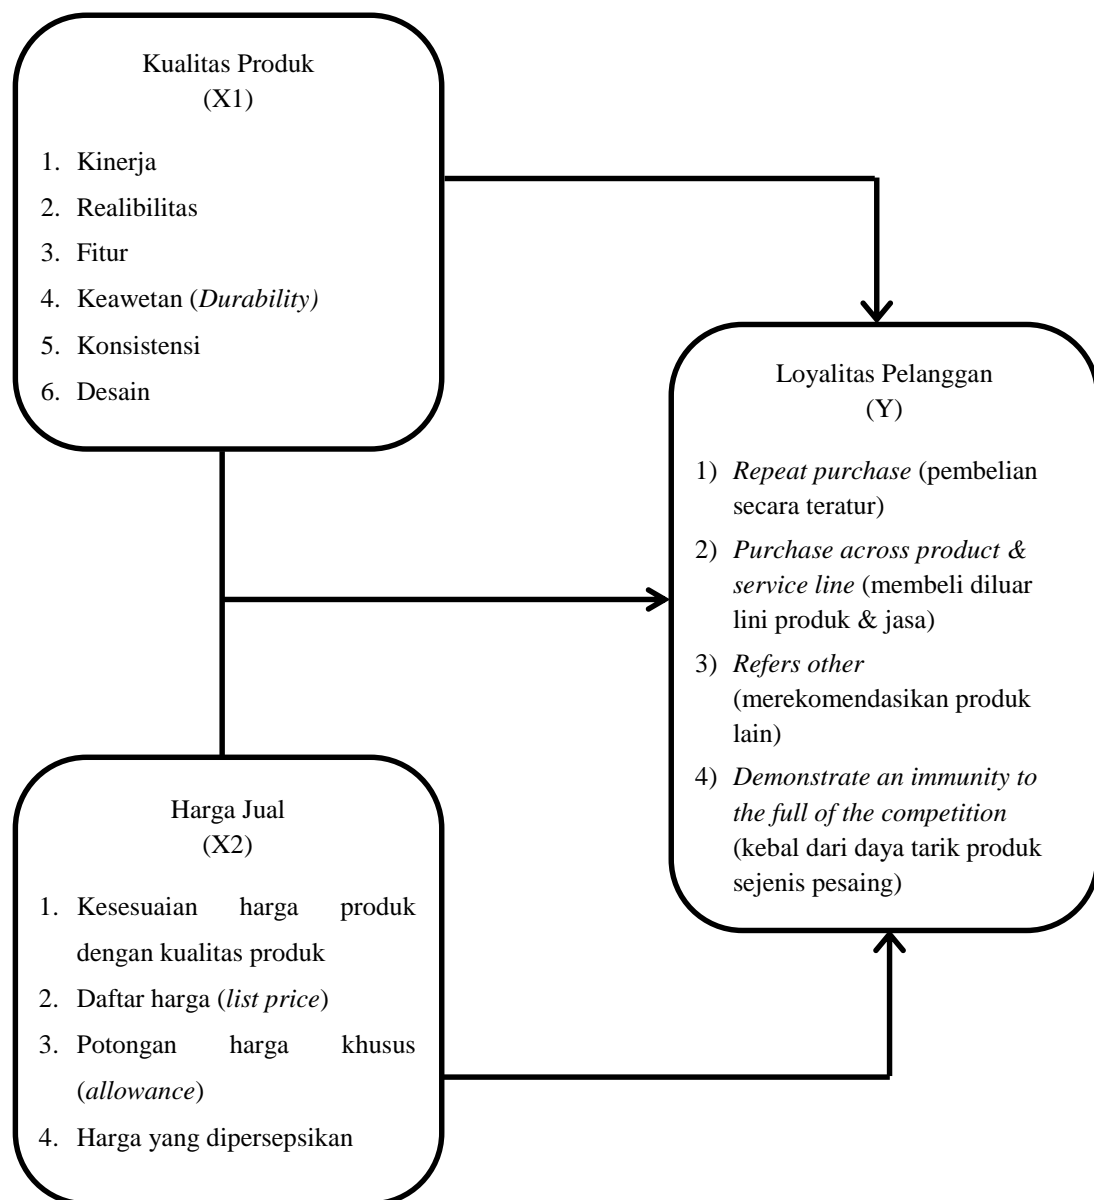 Kualitas Produk
(X1)
1. Kinerja
2. Realibilitas
3. Fitur
4. Keawetan (Durability)
5. Konsistensi
6. Desain
Loyalitas Pelanggan
(Y)
1) Repeat purchase (pembelian
secara teratur)
2) Purchase across product &
service line (membeli diluar
lini produk & jasa)
3) Refers other
(merekomendasikan produk
lain)
4) Demonstrate an immunity to
the full of the competition
(kebal dari daya tarik produk
sejenis pesaing)
Harga Jual
(X2)
1. Kesesuaian harga produk
dengan kualitas produk
2. Daftar harga (list price)
3. Potongan harga khusus
(allowance)
4. Harga yang dipersepsikan